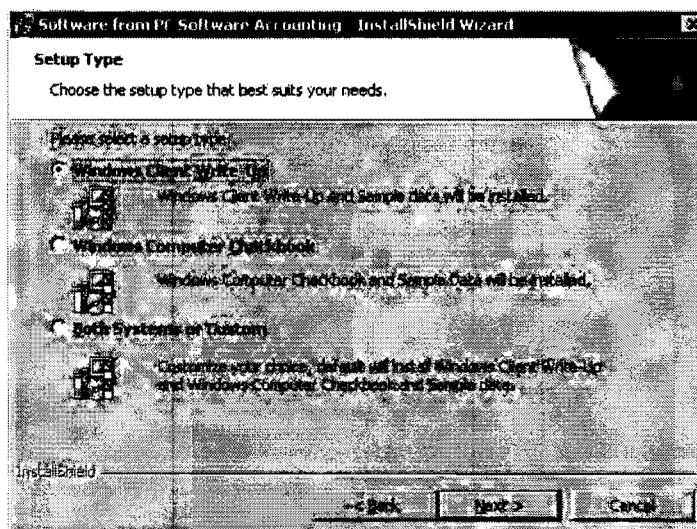 Software from PC Software Accounting - InstallShield Wizard
Setup Type
Choose the setup type that best suits your needs.
Please select a setup type.
Windows Client Write-Up
Windows Client Write-Up and Sample data will be installed.
Windows Computer Checkbook
Windows Computer Checkbook and Sample Data will be installed.
Both Systems or Custom
Customize your choice, default will install Windows Client Write-Up
and Windows Computer Checkbook and Sample data.
InstallShield
< Back
Next >
Cancel